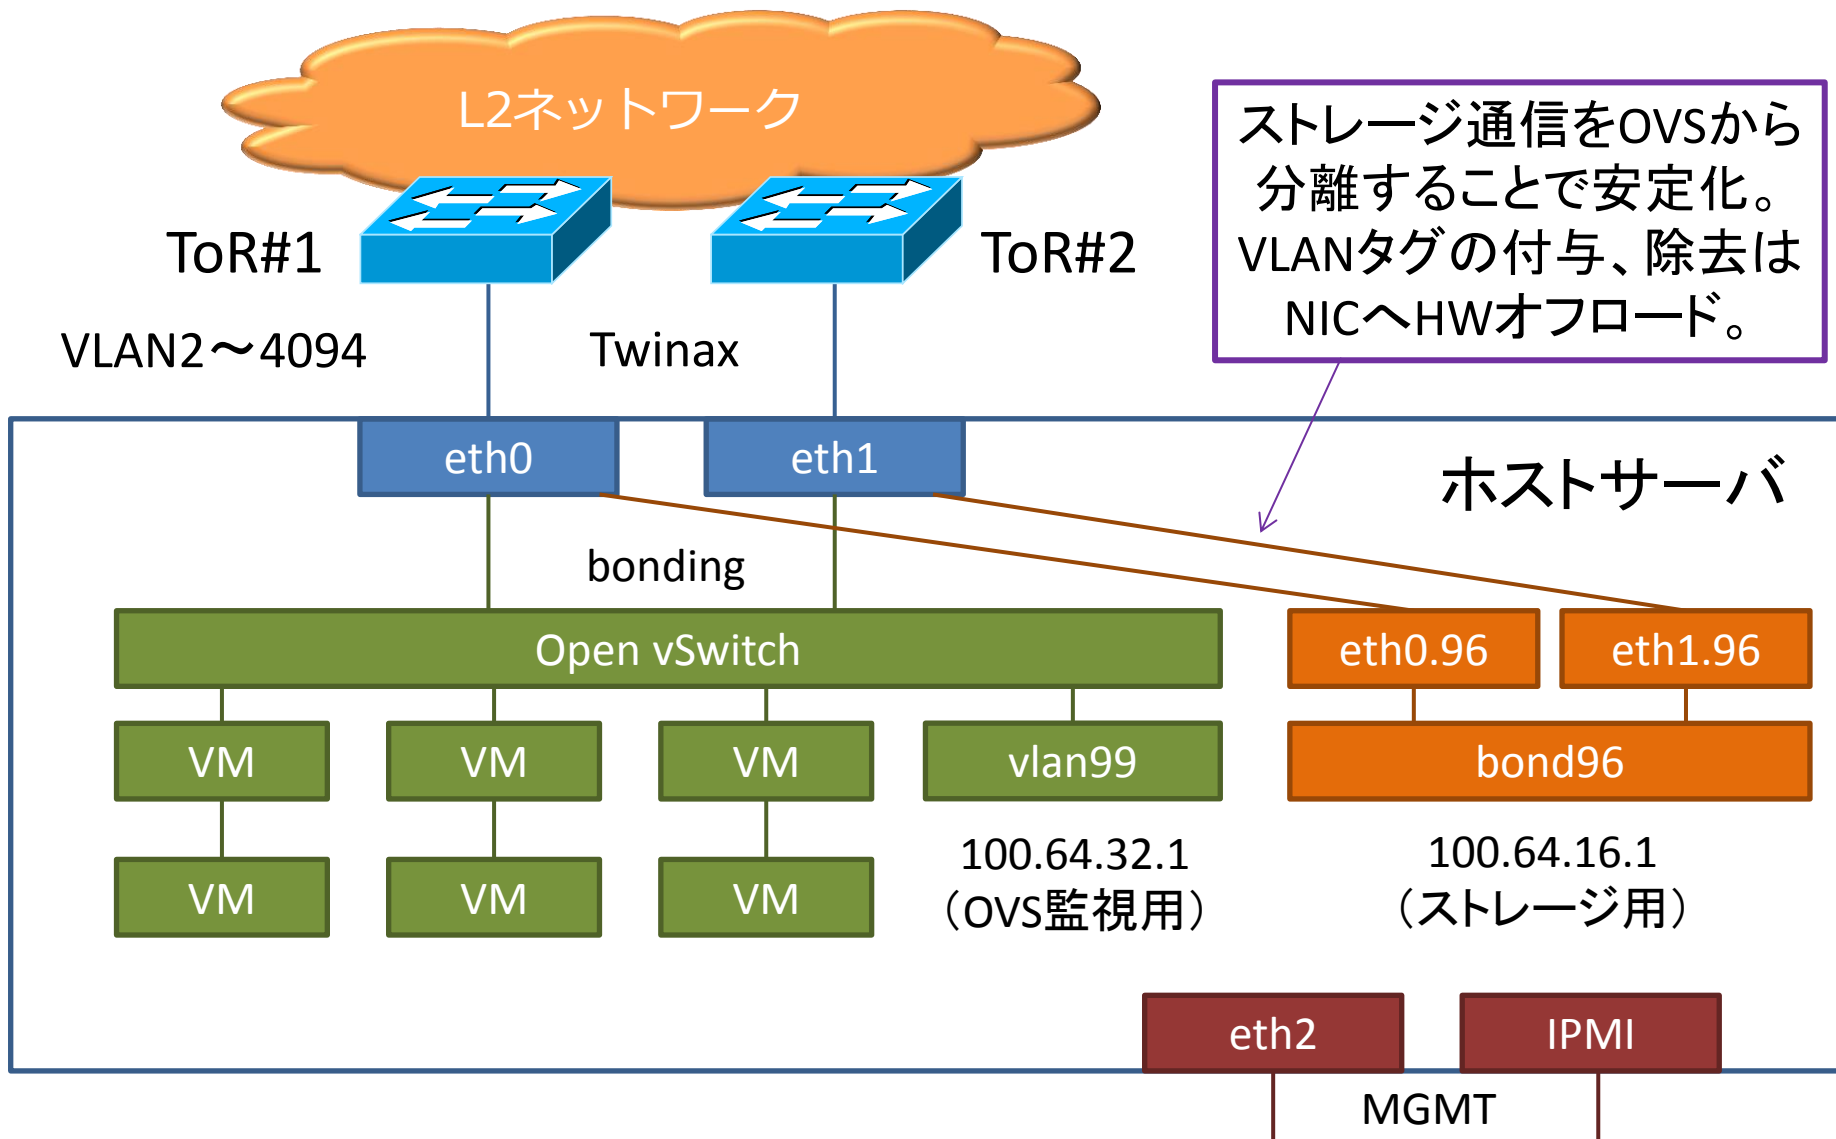 L2ネットワーク
ストレージ通信をOVSから
分離することで安定化。
VLANタグの付与、除去は
NICへHWオフロード。
ToR#1
ToR#2
VLAN2～4094
Twinax
eth0
eth1
ホストサーバ
bonding
Open vSwitch
eth0.96
eth1.96
VM
VM
VM
vlan99
bond96
VM
VM
VM
100.64.32.1
（OVS監視用）
100.64.16.1
（ストレージ用）
eth2
IPMI
MGMT